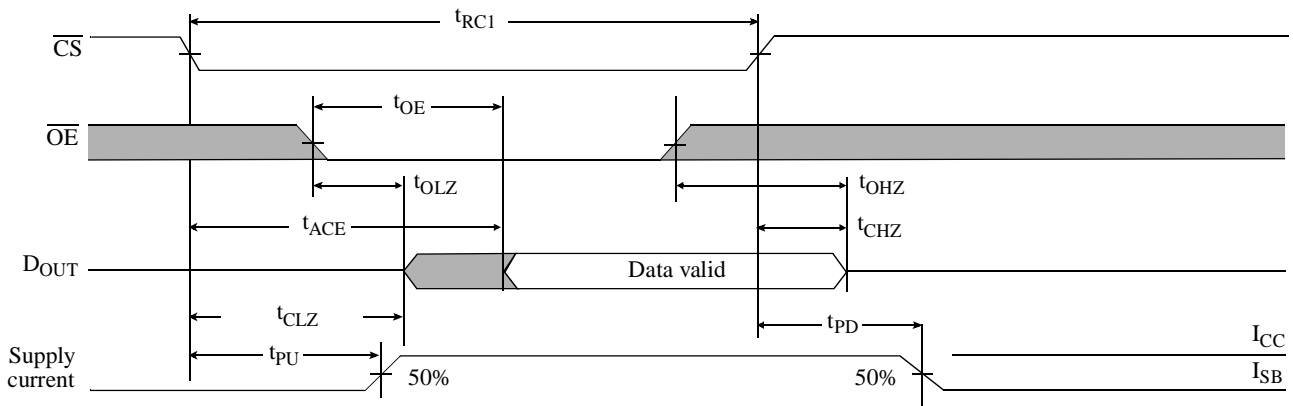 tRC1
CS
tOE
OE
tOLZ
tOHZ
tACE
tCHZ
DOUT
Data valid
tCLZ
tPD
tPU
ICC
Supply
current
50%
50%
ISB